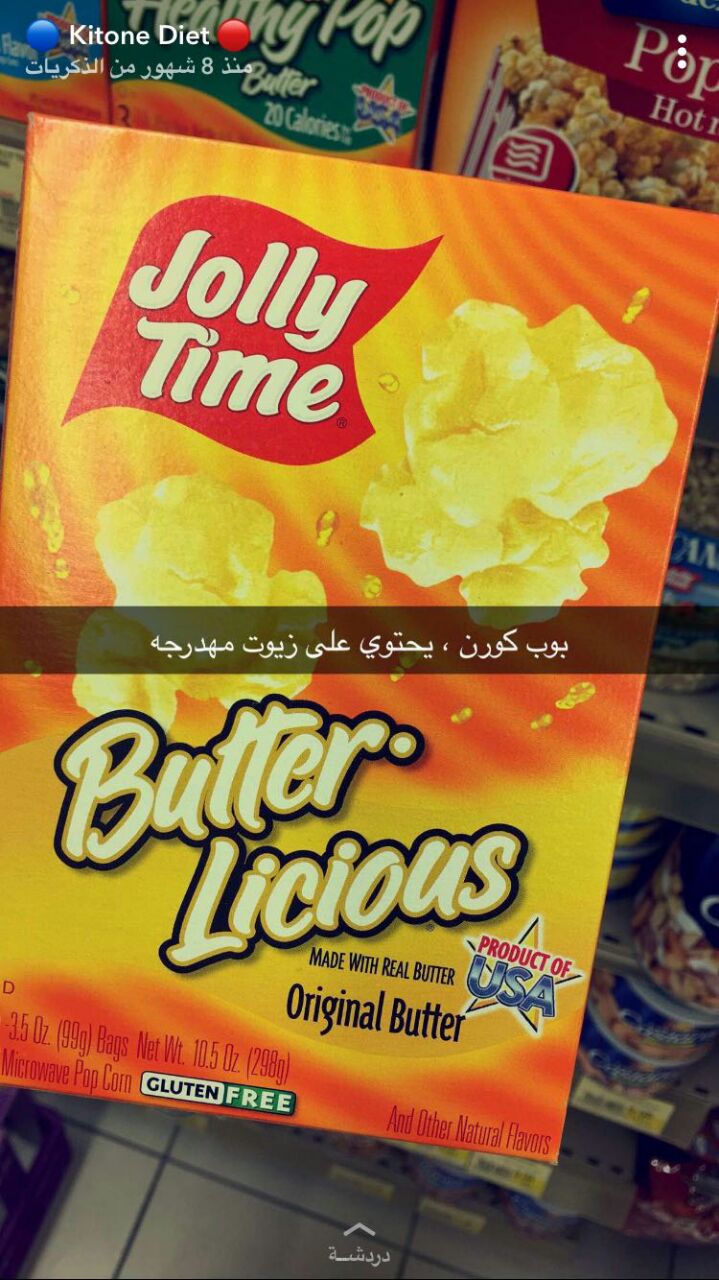 🔵 Kitone Diet 🔴
منذ 8 شهور من الذكريات
Healthy Pop
Butter
20 Calories
Pop
Hot
Jolly
Time
®
بوب كورن ، يحتوي على زيوت مهدرجه
Butter-
Licious
MADE WITH REAL BUTTER
Original Butter
PRODUCT OF
USA
-3.5 Oz. (99g) Bags Net Wt. 10.5 Oz. (298g)
Microwave Pop Corn
GLUTEN FREE
And Other Natural Flavors
دردشة